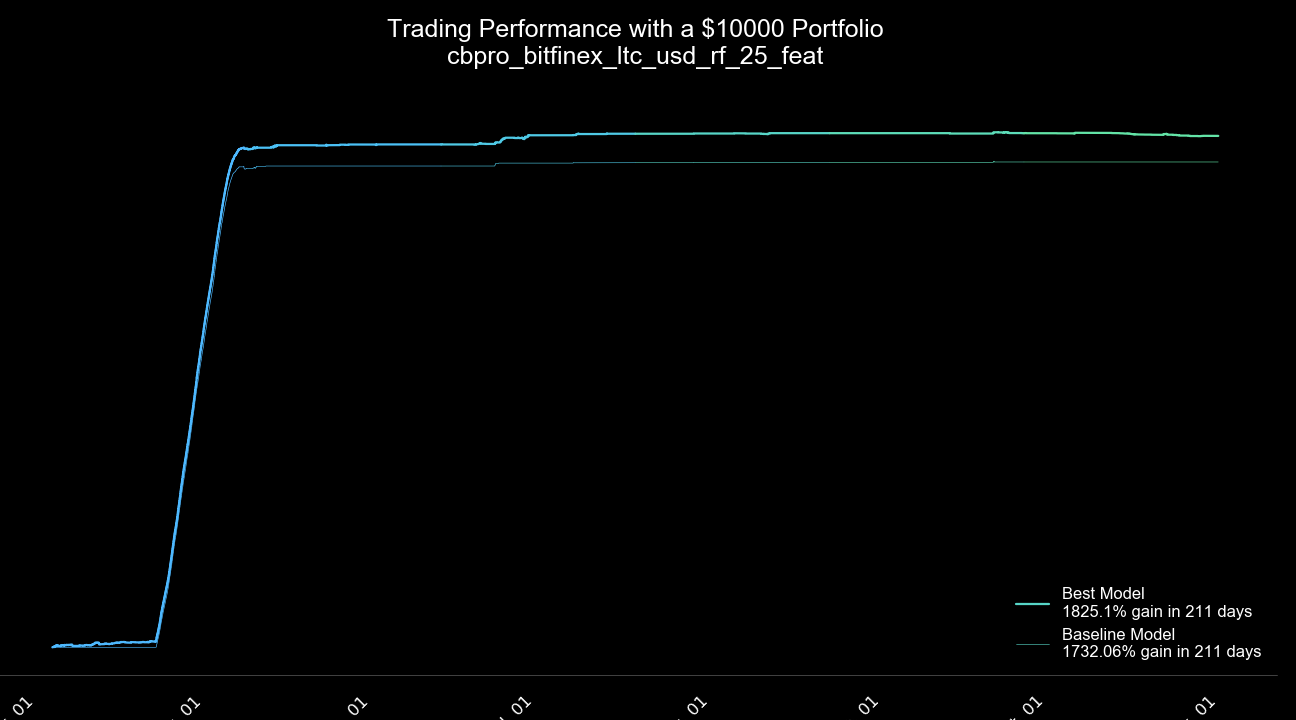 Trading Performance with a $10000 Portfolio
cbpro_bitfinex_ltc_usd_rf_25_feat
Best Model
1825.1% gain in 211 days
Baseline Model
1732.06% gain in 211 days
01
01
01
01
01
01
01
01